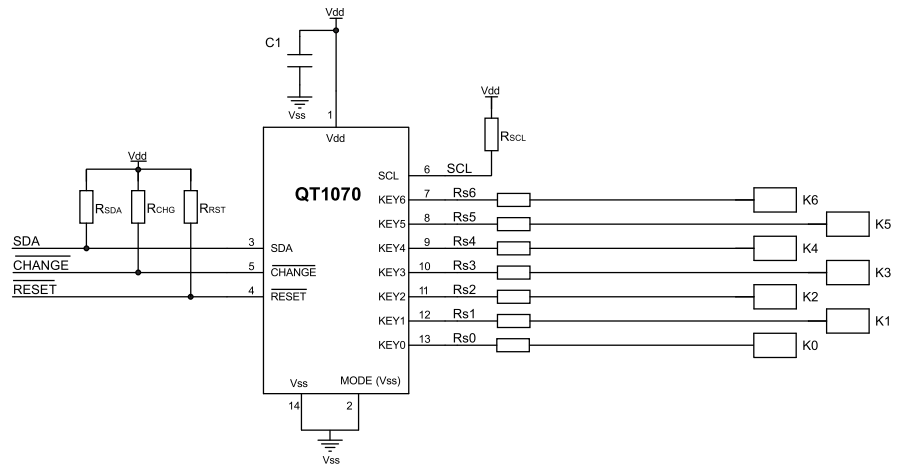 Vdd
C1
Vss
1
Vdd
Vdd
RSCL
SCL 6 SCL
QT1070
KEY6 7 Rs6 K6
KEY5 8 Rs5 K5
KEY4 9 Rs4 K4
KEY3 10 Rs3 K3
KEY2 11 Rs2 K2
KEY1 12 Rs1 K1
KEY0 13 Rs0 K0
Vdd
RSDA RCHG RRST
SDA 3 SDA
CHANGE 5 CHANGE
RESET 4 RESET
Vss MODE (Vss)
14 2
Vss